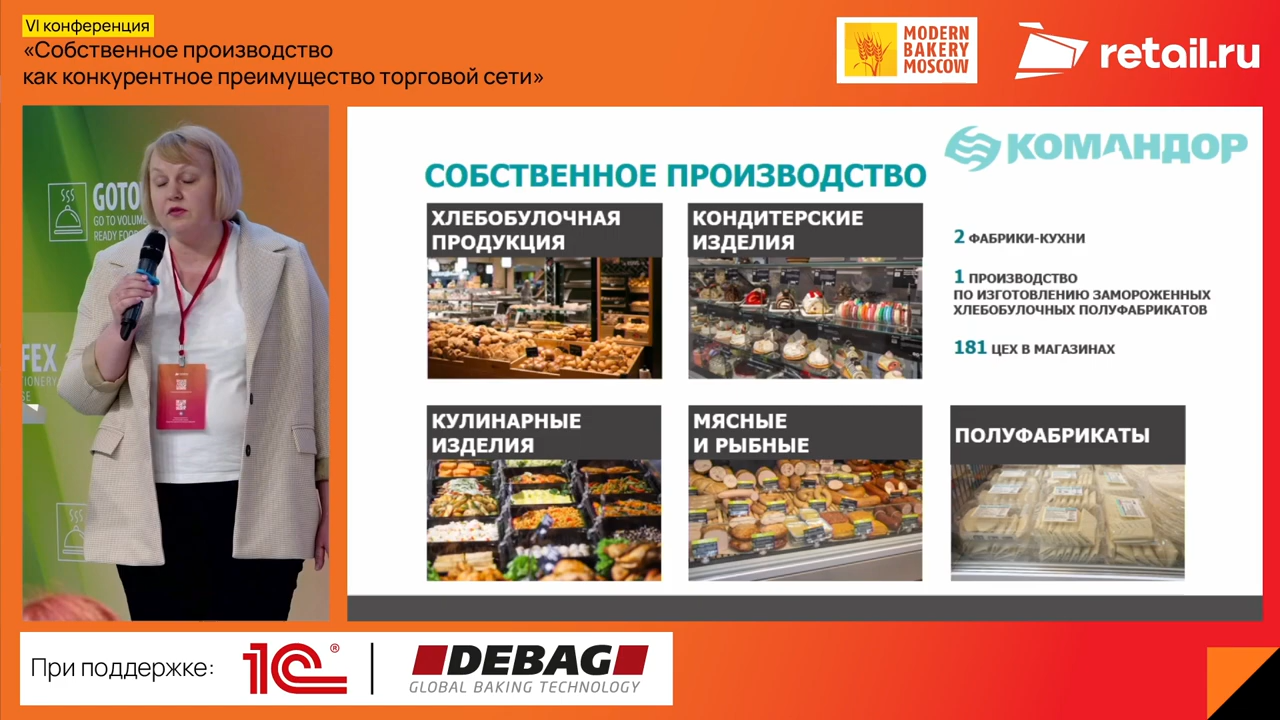 VI конференция
«Собственное производство
как конкурентное преимущество торговой сети»
MODERN
BAKERY
MOSCOW
retail.ru
GO TO VOLUME
READY FOO
FEX
КОМАНДОР
СОБСТВЕННОЕ ПРОИЗВОДСТВО
ХЛЕБОБУЛОЧНАЯ
ПРОДУКЦИЯ
КОНДИТЕРСКИЕ
ИЗДЕЛИЯ
2 ФАБРИКИ-КУХНИ
1 ПРОИЗВОДСТВО
ПО ИЗГОТОВЛЕНИЮ ЗАМОРОЖЕННЫХ
ХЛЕБОБУЛОЧНЫХ ПОЛУФАБРИКАТОВ
181 ЦЕХ В МАГАЗИНАХ
КУЛИНАРНЫЕ
ИЗДЕЛИЯ
МЯСНЫЕ
И РЫБНЫЕ
ПОЛУФАБРИКАТЫ
При поддержке:
1С®
DEBAG
GLOBAL BAKING TECHNOLOGY